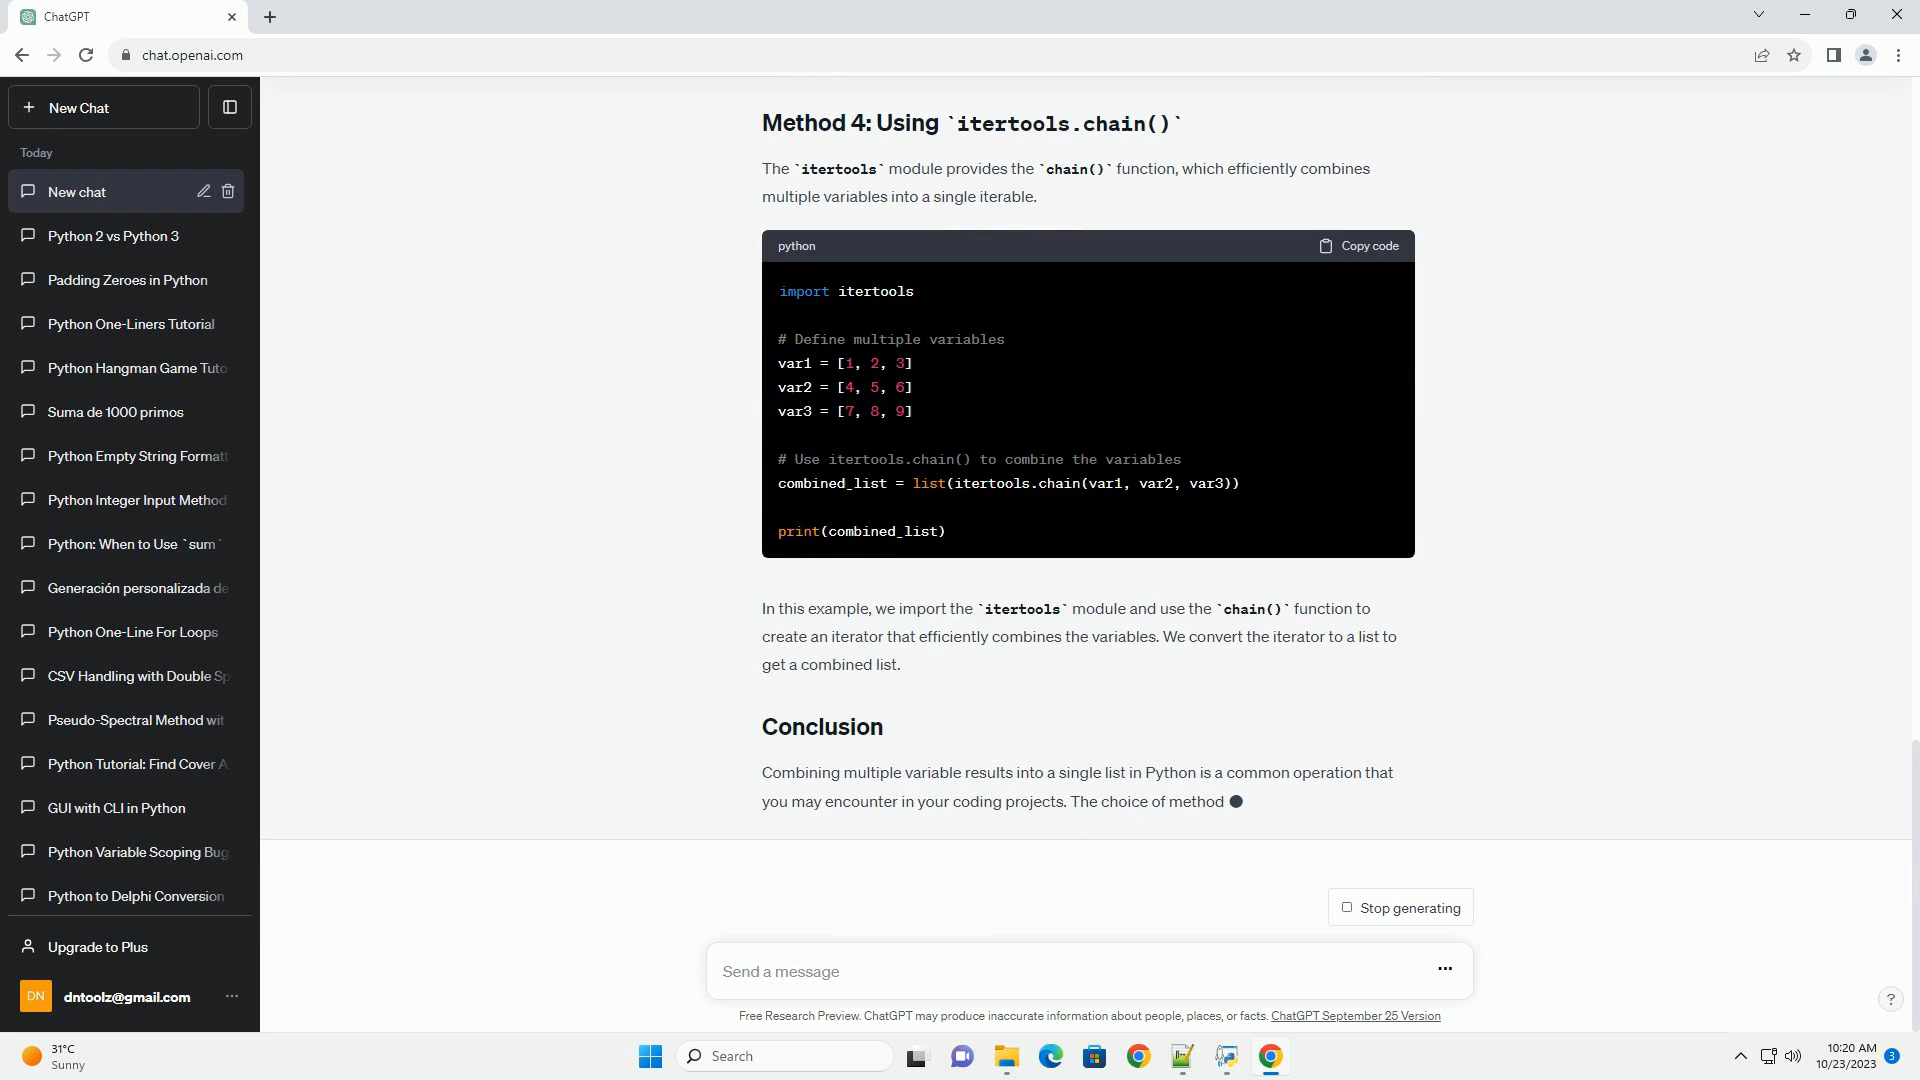 ChatGPT
chat.openai.com
New Chat
Today
New chat
Python 2 vs Python 3
Padding Zeroes in Python
Python One-Liners Tutorial
Python Hangman Game Tuto
Suma de 1000 primos
Python Empty String Formatt
Python Integer Input Method
Python: When to Use `sum`
Generación personalizada de
Python One-Line For Loops
CSV Handling with Double Sp
Pseudo-Spectral Method wit
Python Tutorial: Find Cover A
GUI with CLI in Python
Python Variable Scoping Bug
Python to Delphi Conversion
Upgrade to Plus
DN dntoolz@gmail.com
Method 4: Using `itertools.chain()`
The `itertools` module provides the `chain()` function, which efficiently combines
multiple variables into a single iterable.
python Copy code
import itertools
# Define multiple variables
var1 = [1, 2, 3]
var2 = [4, 5, 6]
var3 = [7, 8, 9]
# Use itertools.chain() to combine the variables
combined_list = list(itertools.chain(var1, var2, var3))
print(combined_list)
In this example, we import the `itertools` module and use the `chain()` function to
create an iterator that efficiently combines the variables. We convert the iterator to a list to
get a combined list.
Conclusion
Combining multiple variable results into a single list in Python is a common operation that
you may encounter in your coding projects. The choice of method
Stop generating
Send a message
Free Research Preview. ChatGPT may produce inaccurate information about people, places, or facts. ChatGPT September 25 Version
?
31°C
Sunny
Search
10:20 AM
10/23/2023
3